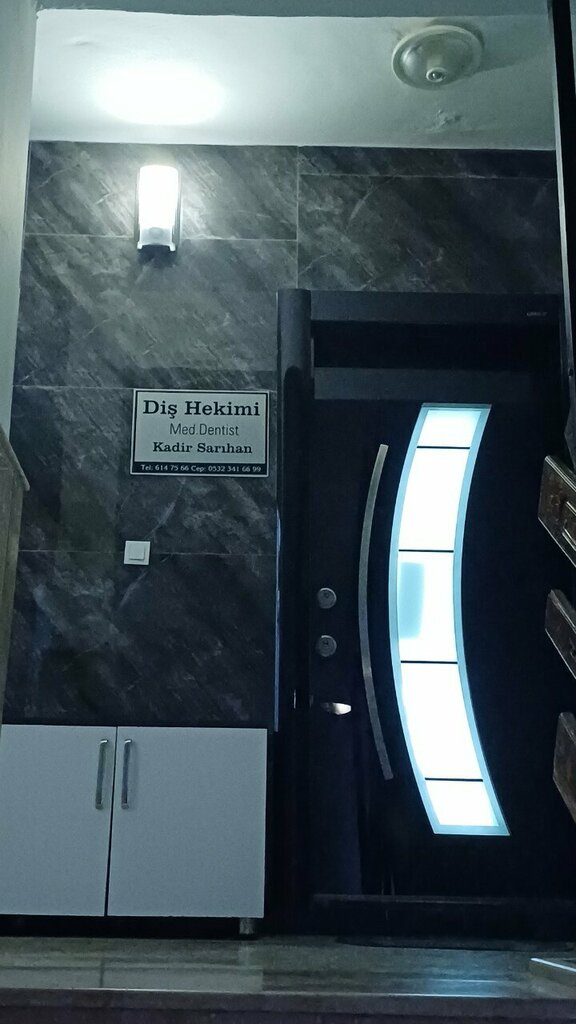 Diş Hekimi
Med.Dentist
Kadir Sarıhan
Tel: 614 75 66 Cep: 0532 341 66 99